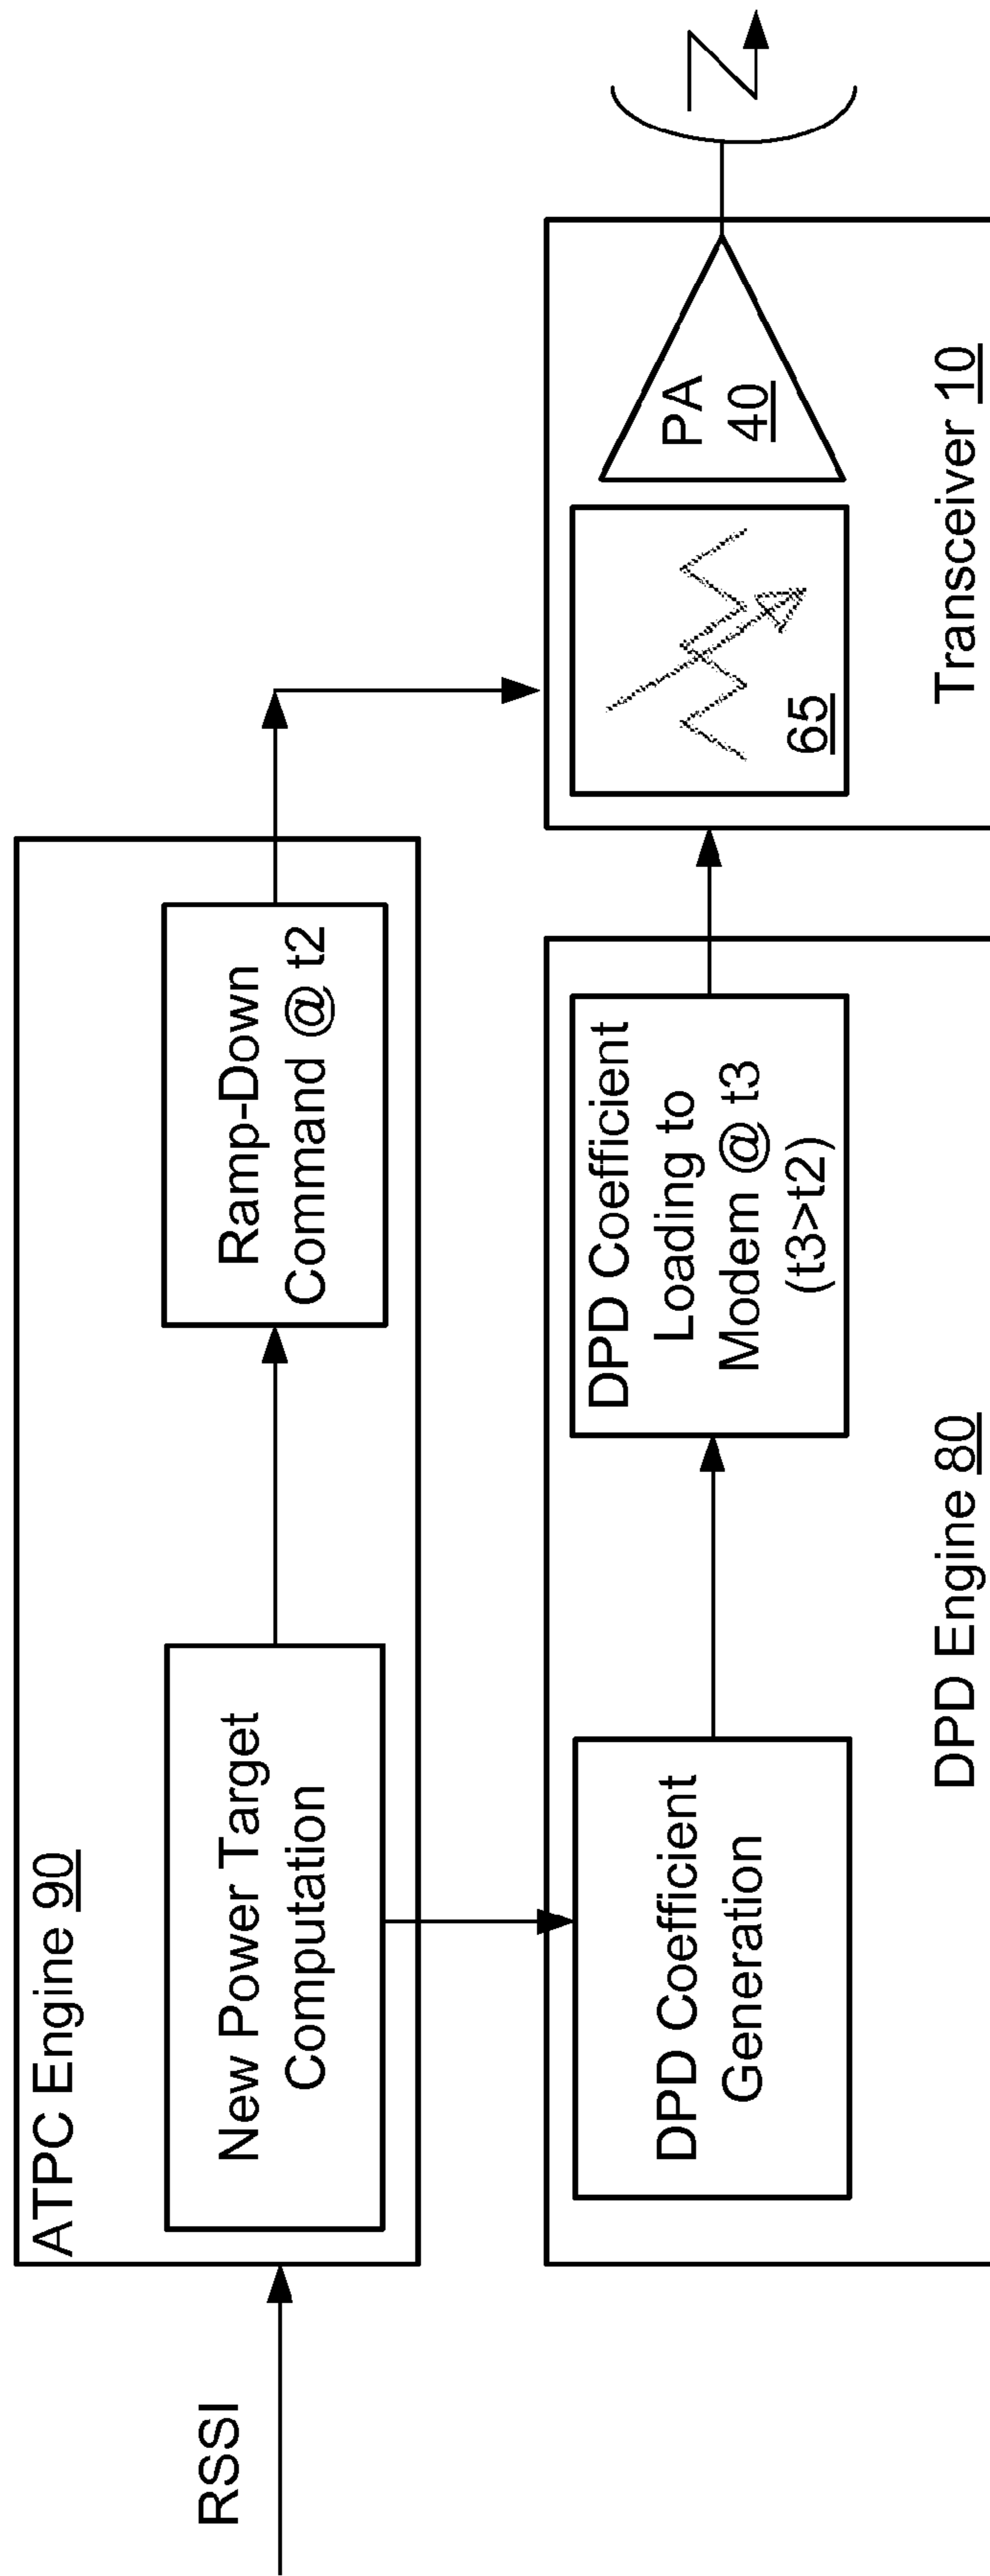 RSSI
ATPC Engine 90
New Power Target
Computation
Ramp-Down
Command @ t2
DPD Coefficient
Generation
DPD Coefficient
Loading to
Modem @ t3
(t3>t2)
DPD Engine 80
65
PA
40
Transceiver 10